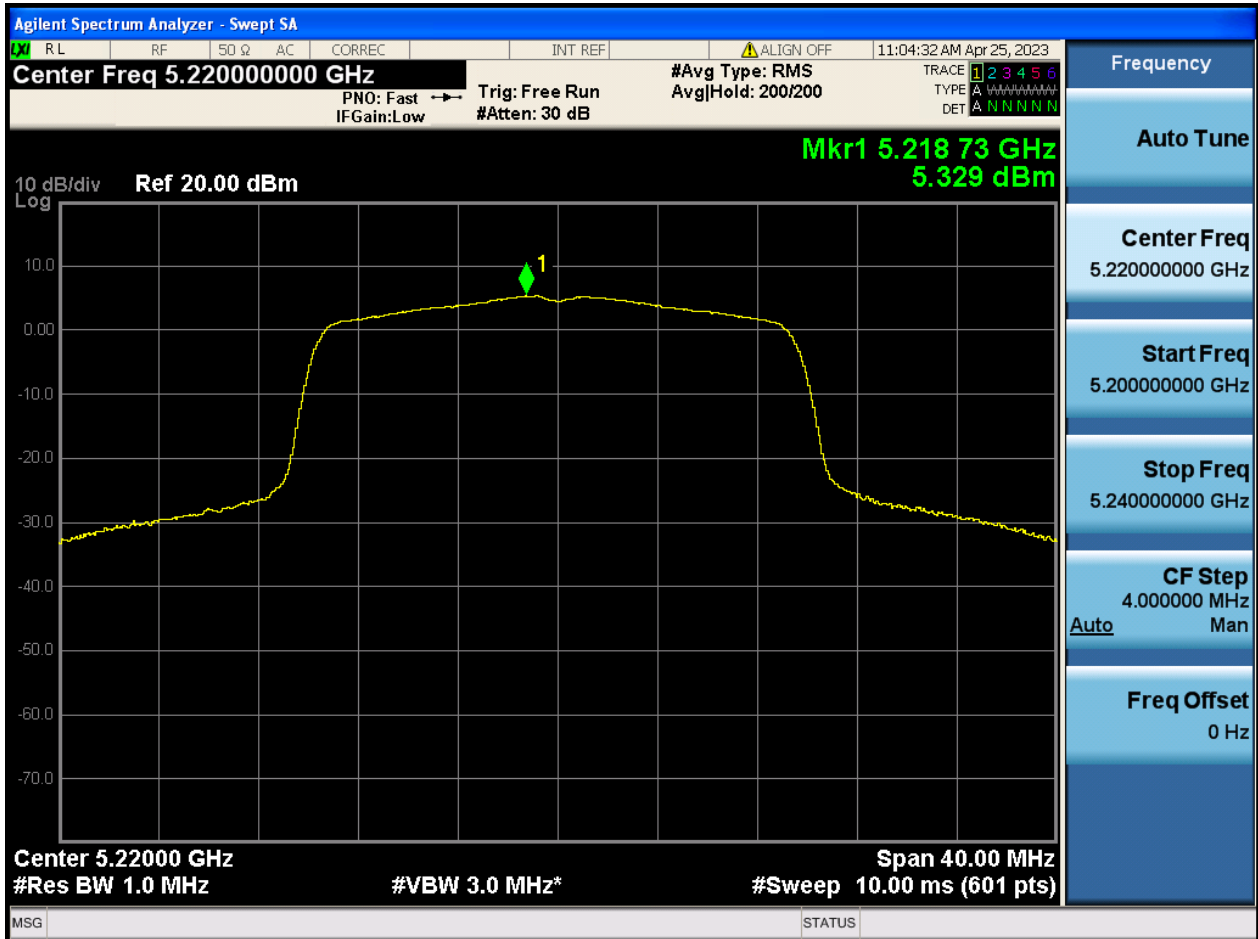 Agilent Spectrum Analyzer - Swept SA
LXI RL RF 50 Ω AC CORREC INT REF ALIGN OFF 11:04:32 AM Apr 25, 2023
Center Freq 5.220000000 GHz
PNO: Fast
IFGain:Low
Trig: Free Run
#Atten: 30 dB
#Avg Type: RMS
Avg|Hold: 200/200
TRACE 1 2 3 4 5 6
TYPE A WWWWW
DET A N N N N N
Mkr1 5.218 73 GHz
5.329 dBm
10 dB/div Ref 20.00 dBm
Log
1
10.0
0.00
-10.0
-20.0
-30.0
-40.0
-50.0
-60.0
-70.0
Center 5.22000 GHz Span 40.00 MHz
#Res BW 1.0 MHz #VBW 3.0 MHz* #Sweep 10.00 ms (601 pts)
MSG STATUS
Frequency
Auto Tune
Center Freq
5.220000000 GHz
Start Freq
5.200000000 GHz
Stop Freq
5.240000000 GHz
CF Step
4.000000 MHz
Auto Man
Freq Offset
0 Hz